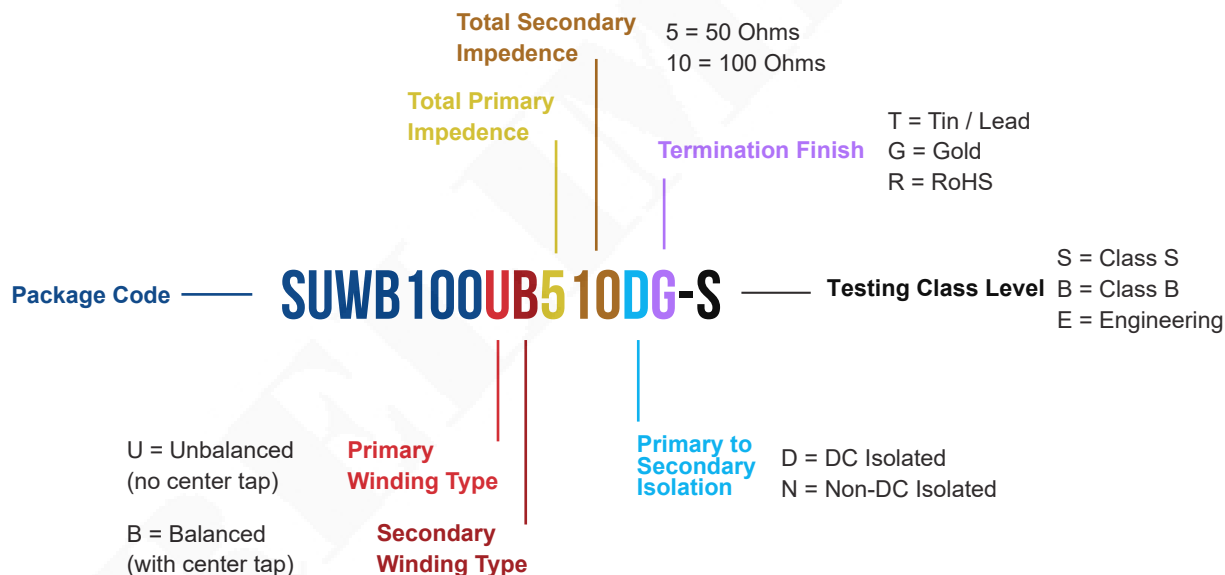 Total Secondary
Impedence
5 = 50 Ohms
10 = 100 Ohms
Total Primary
Impedence
Termination Finish
T = Tin / Lead
G = Gold
R = RoHS
Package Code
SUWB100UB510DG-S
Testing Class Level
S = Class S
B = Class B
E = Engineering
U = Unbalanced
(no center tap)
Primary
Winding Type
B = Balanced
(with center tap)
Secondary
Winding Type
Primary to
Secondary
Isolation
D = DC Isolated
N = Non-DC Isolated